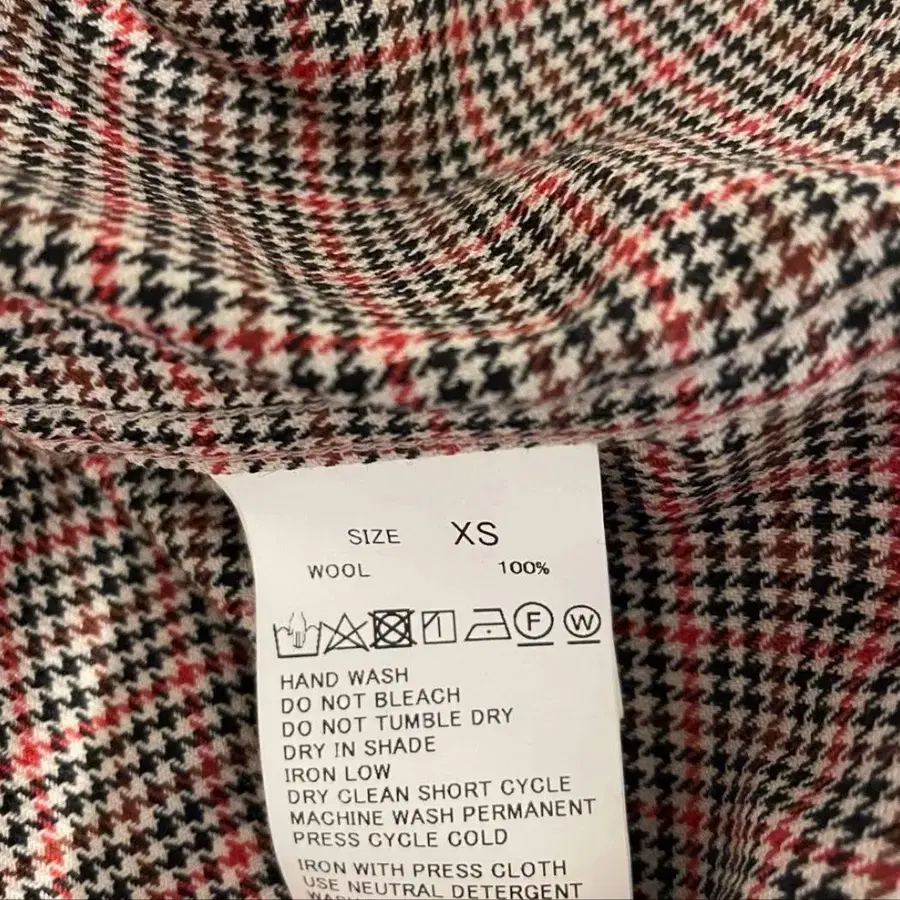 SIZE XS
WOOL 100%
F W
HAND WASH
DO NOT BLEACH
DO NOT TUMBLE DRY
DRY IN SHADE
IRON LOW
DRY CLEAN SHORT CYCLE
MACHINE WASH PERMANENT
PRESS CYCLE COLD
IRON WITH PRESS CLOTH
USE NEUTRAL DETERGENT